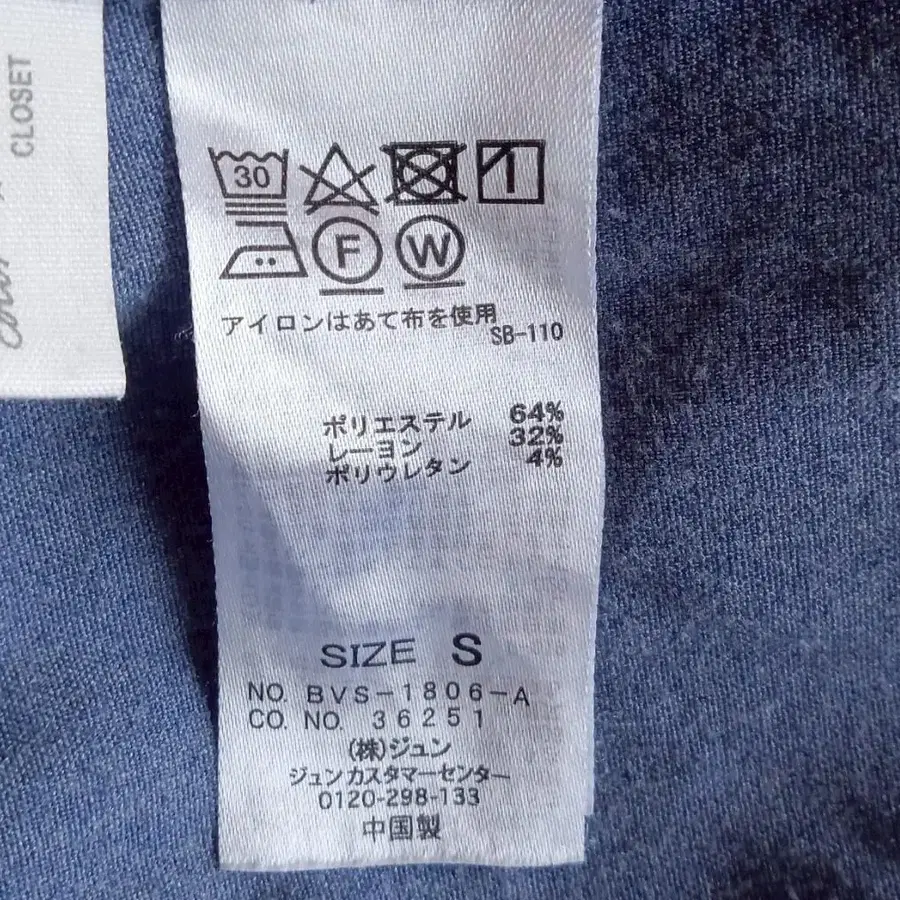 CLOSET
30
F W
アイロンはあて布を使用
SB-110
ポリエステル 64%
レーヨン 32%
ポリウレタン 4%
SIZE S
NO. BVS-1806-A
CO. NO. 36251
(株)ジュン
ジュンカスタマーセンター
0120-298-133
中国製